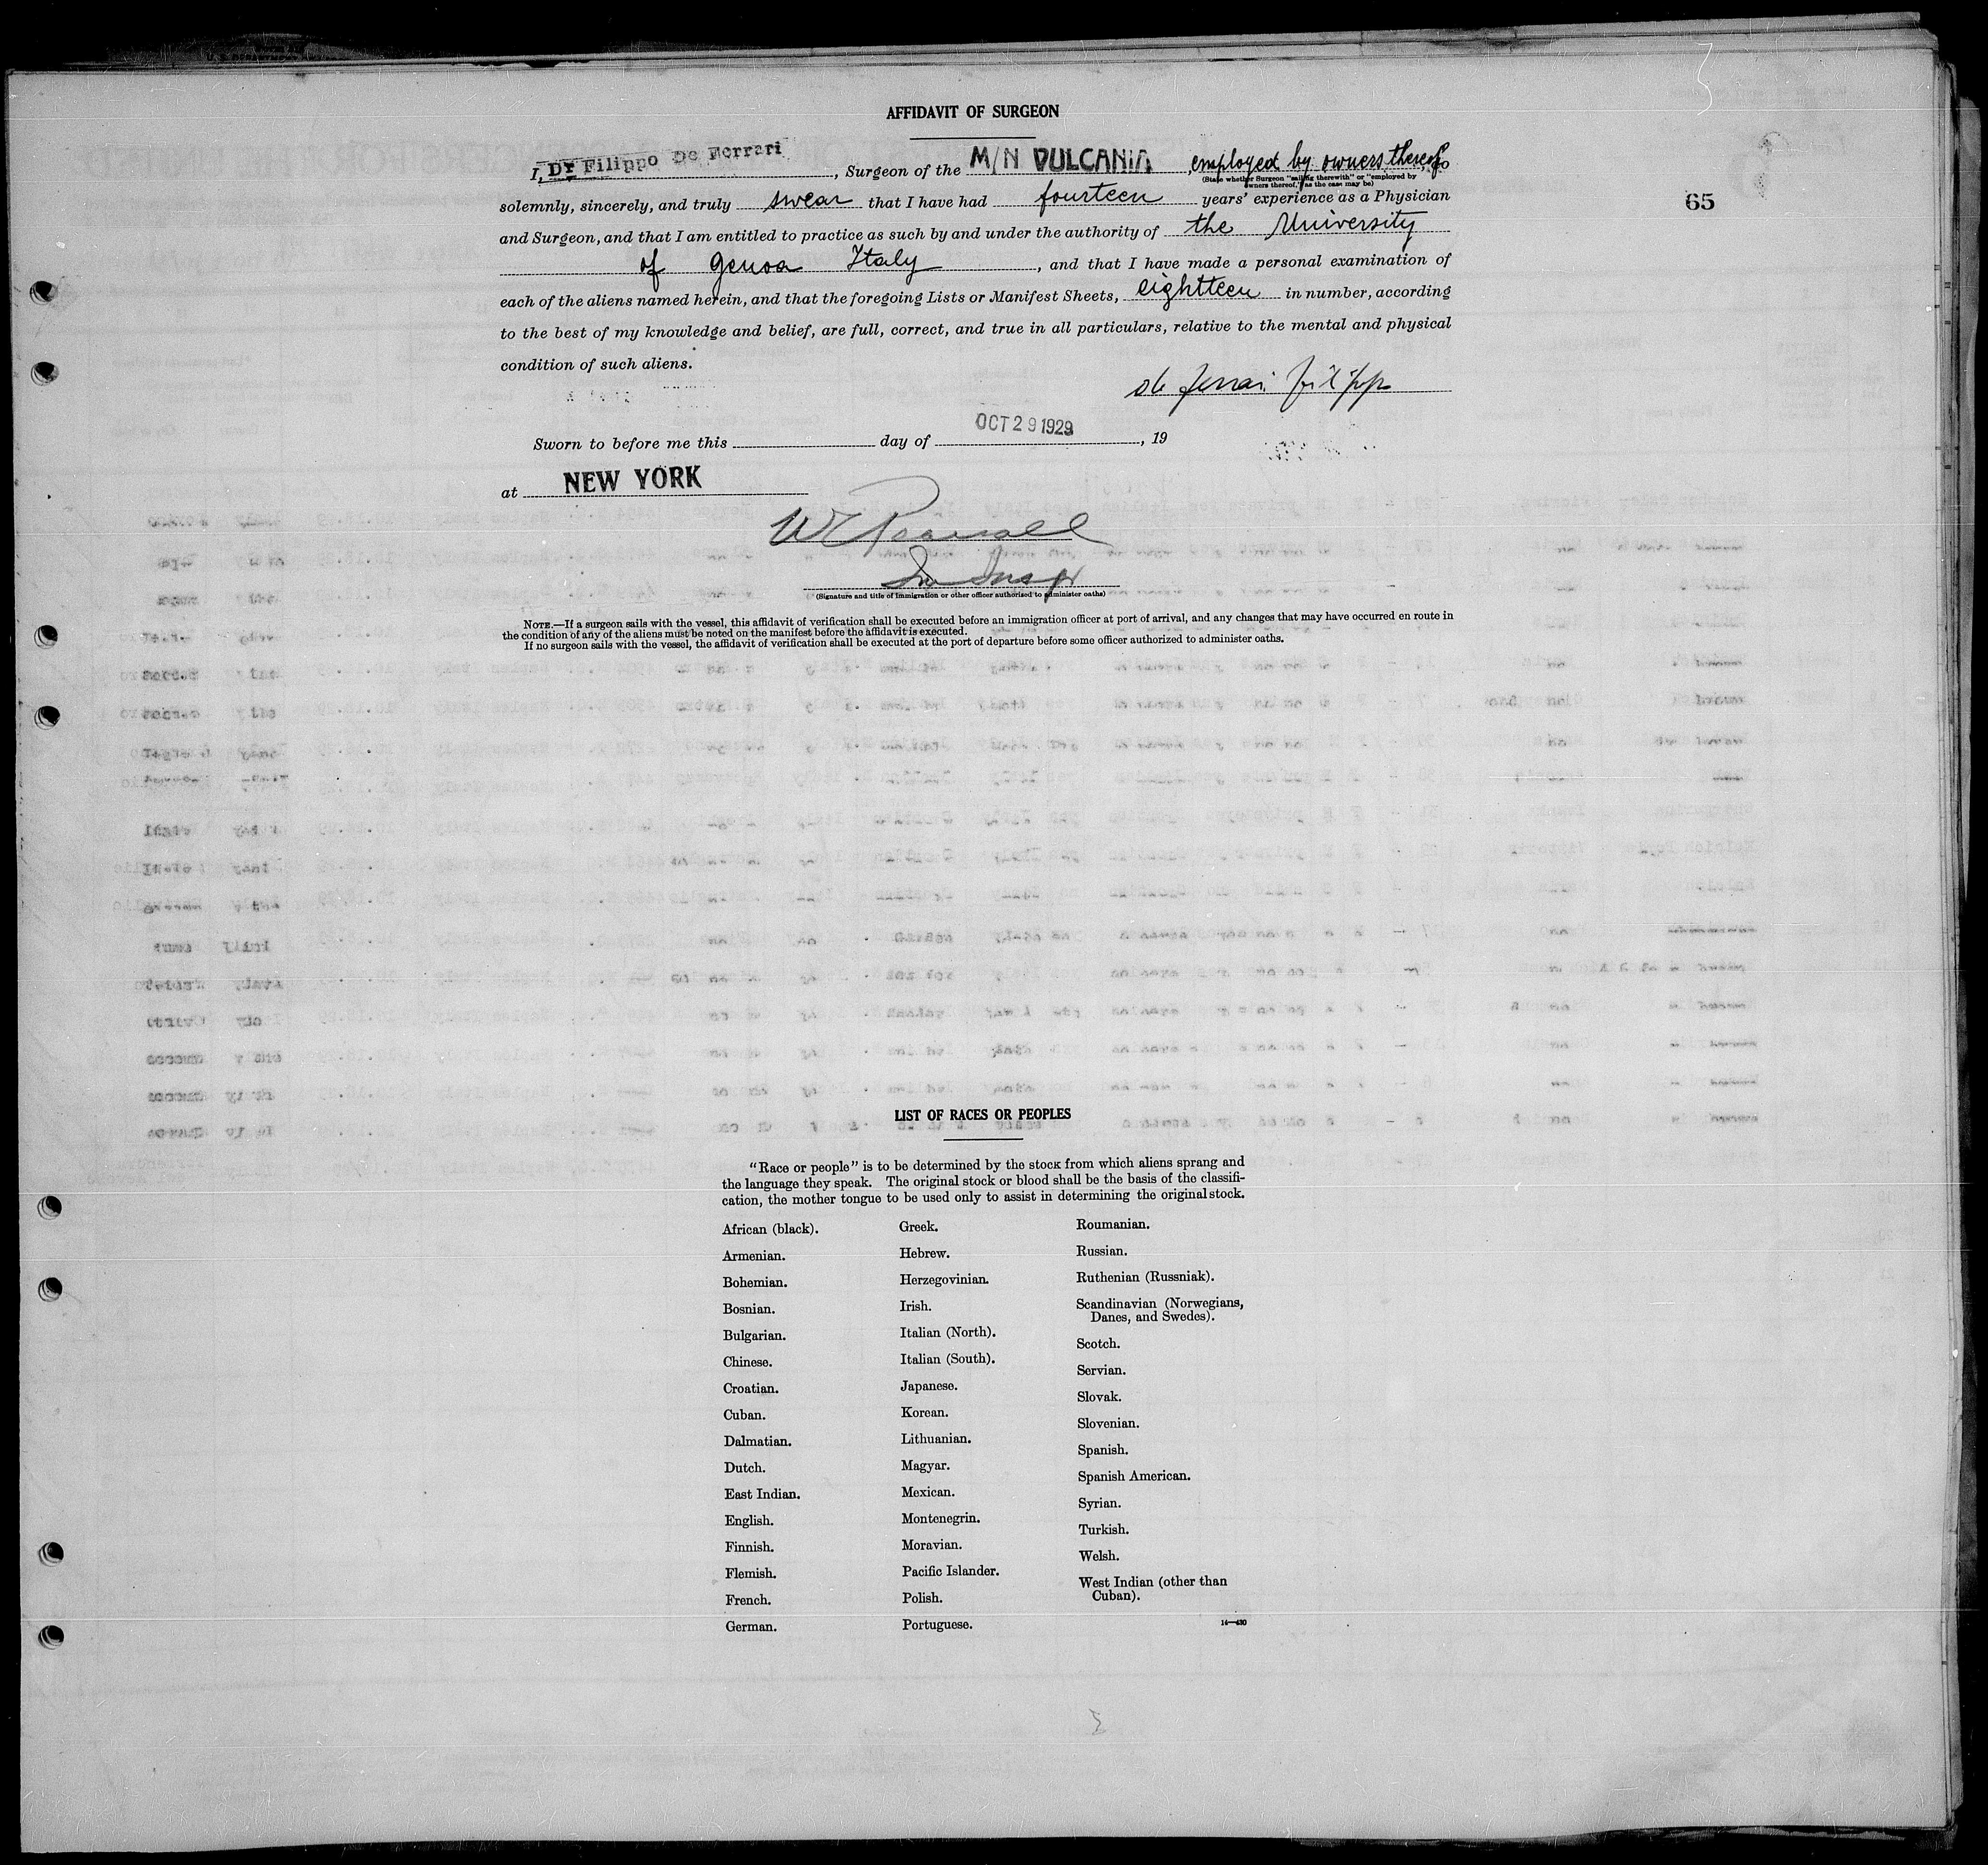 AFFIDAVIT OF SURGEON
I, Dr Filippo De Ferrari, Surgeon of the M/N VULCANIA, employed by owners thereof, do
(State whether Surgeon "sailing therewith" or "employed by
owners thereof," as the case may be)
65
solemnly, sincerely, and truly swear that I have had fourteen years' experience as a Physician
and Surgeon, and that I am entitled to practice as such by and under the authority of the University
of Genoa Italy, and that I have made a personal examination of
each of the aliens named herein, and that the foregoing Lists or Manifest Sheets, eightteen in number, according
to the best of my knowledge and belief, are full, correct, and true in all particulars, relative to the mental and physical
condition of such aliens.
de Ferrari
Sworn to before me this day of OCT 29 1929, 19
at NEW YORK
(Signature and title of immigration or other officer authorized to administer oaths)
NOTE.—If a surgeon sails with the vessel, this affidavit of verification shall be executed before an immigration officer at port of arrival, and any changes that may have occurred en route in
the condition of any of the aliens must be noted on the manifest before the affidavit is executed.
If no surgeon sails with the vessel, the affidavit of verification shall be executed at the port of departure before some officer authorized to administer oaths.
LIST OF RACES OR PEOPLES
"Race or people" is to be determined by the stock from which aliens sprang and
the language they speak. The original stock or blood shall be the basis of the classifi-
cation, the mother tongue to be used only to assist in determining the original stock.
African (black).
Armenian.
Bohemian.
Bosnian.
Bulgarian.
Chinese.
Croatian.
Cuban.
Dalmatian.
Dutch.
East Indian.
English.
Finnish.
Flemish.
French.
German.
Greek.
Hebrew.
Herzegovinian.
Irish.
Italian (North).
Italian (South).
Japanese.
Korean.
Lithuanian.
Magyar.
Mexican.
Montenegrin.
Moravian.
Pacific Islander.
Polish.
Portuguese.
Roumanian.
Russian.
Ruthenian (Russniak).
Scandinavian (Norwegians,
Danes, and Swedes).
Scotch.
Servian.
Slovak.
Slovenian.
Spanish.
Spanish American.
Syrian.
Turkish.
Welsh.
West Indian (other than
Cuban).
14—430